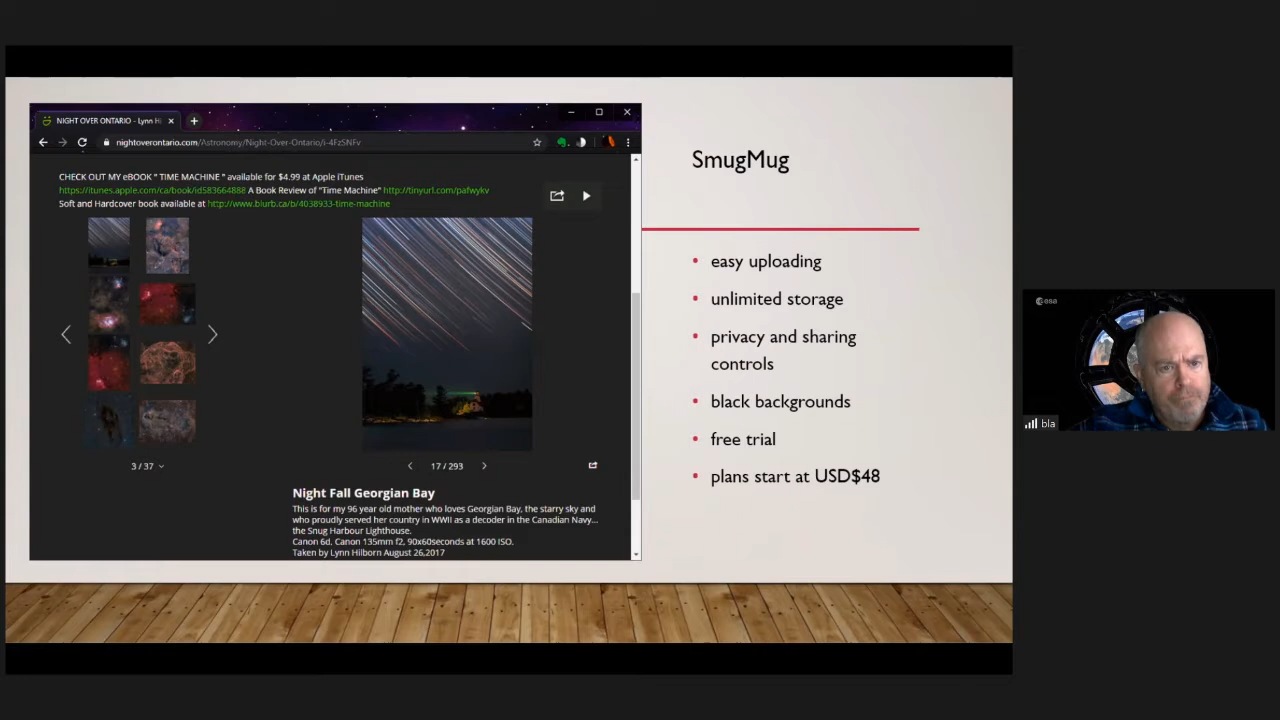 NIGHT OVER ONTARIO - Lynn Hi
nightoverontario.com/Astronomy/Night-Over-Ontario/i-4FzSNFv
CHECK OUT MY eBOOK " TIME MACHINE " available for $4.99 at Apple iTunes
https://itunes.apple.com/ca/book/id583664888 A Book Review of "Time Machine" http://tinyurl.com/pafwykv
Soft and Hardcover book available at http://www.blurb.ca/b/4038933-time-machine
3 / 37
17 / 293
Night Fall Georgian Bay
This is for my 96 year old mother who loves Georgian Bay, the starry sky and
who proudly served her country in WWII as a decoder in the Canadian Navy...
the Snug Harbour Lighthouse.
Canon 6d, Canon 135mm f2, 90x60seconds at 1600 ISO.
Taken by Lynn Hilborn August 26,2017
SmugMug
• easy uploading
• unlimited storage
• privacy and sharing
controls
• black backgrounds
• free trial
• plans start at USD$48
esa
bla